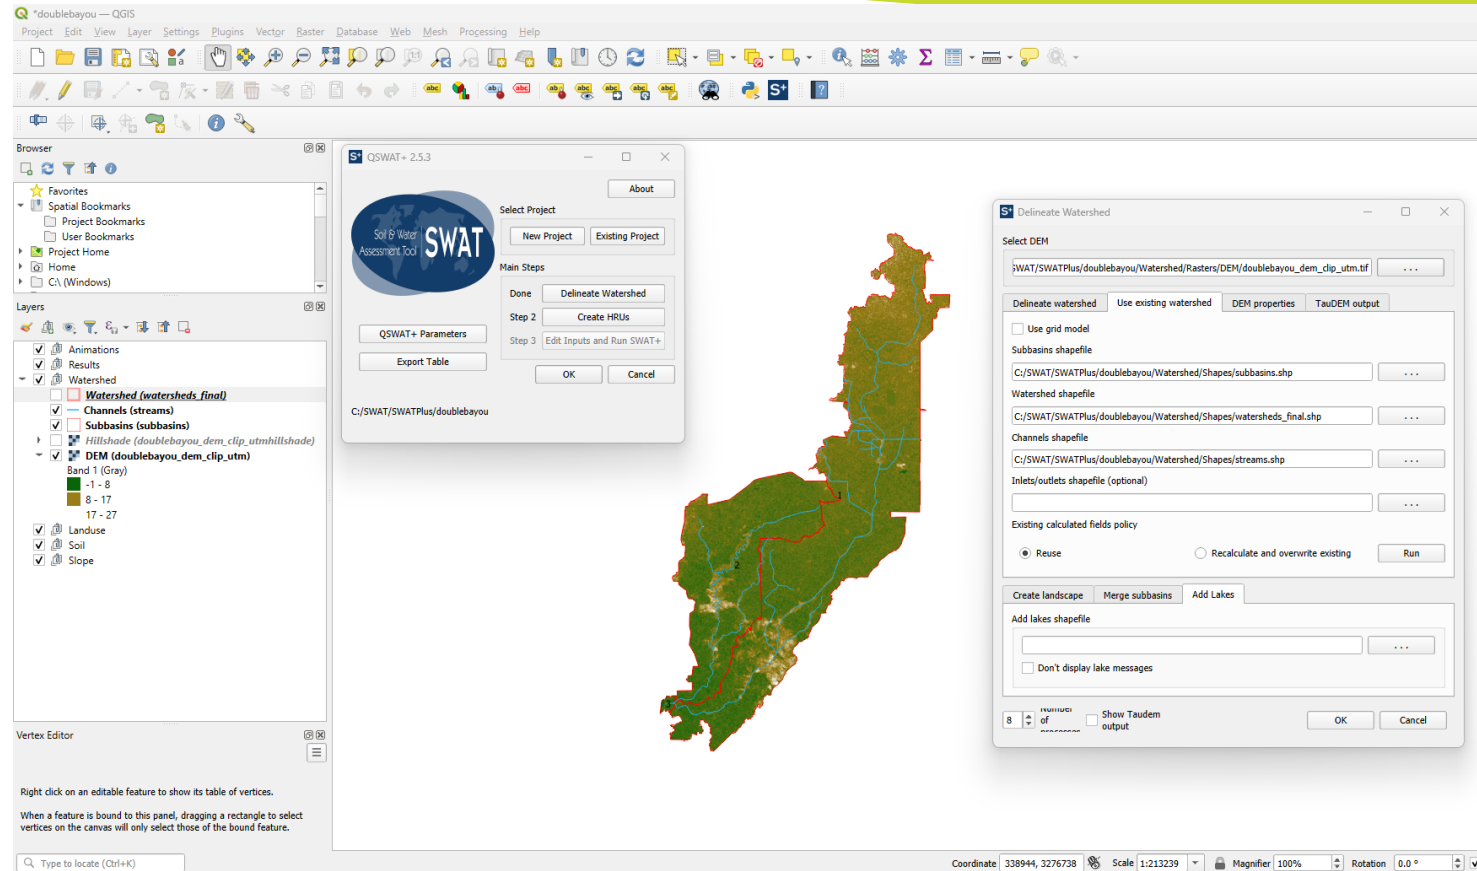 *doublebayou — QGIS
Project Edit View Layer Settings Plugins Vector Raster Database Web Mesh Processing Help
Browser
Favorites
Spatial Bookmarks
Project Bookmarks
User Bookmarks
Project Home
Home
C:\ (Windows)
Layers
Animations
Results
Watershed
Watershed (watersheds_final)
Channels (streams)
Subbasins (subbasins)
Hillshade (doublebayou_dem_clip_utmhillshade)
DEM (doublebayou_dem_clip_utm)
Band 1 (Gray)
-1 - 8
8 - 17
17 - 27
Landuse
Soil
Slope
Vertex Editor
Right click on an editable feature to show its table of vertices.
When a feature is bound to this panel, dragging a rectangle to select
vertices on the canvas will only select those of the bound feature.
Type to locate (Ctrl+K)
S+ QSWAT+ 2.5.3
About
Soil & Water
Assessment Tool
SWAT
Select Project
New Project Existing Project
Main Steps
Done Delineate Watershed
Step 2 Create HRUs
Step 3 Edit Inputs and Run SWAT+
QSWAT+ Parameters
Export Table
OK Cancel
C:/SWAT/SWATPlus/doublebayou
1
2
S+ Delineate Watershed
Select DEM
SWAT/SWATPlus/doublebayou/Watershed/Rasters/DEM/doublebayou_dem_clip_utm.tif ...
Delineate watershed Use existing watershed DEM properties TauDEM output
Use grid model
Subbasins shapefile
C:/SWAT/SWATPlus/doublebayou/Watershed/Shapes/subbasins.shp ...
Watershed shapefile
C:/SWAT/SWATPlus/doublebayou/Watershed/Shapes/watersheds_final.shp ...
Channels shapefile
C:/SWAT/SWATPlus/doublebayou/Watershed/Shapes/streams.shp ...
Inlets/outlets shapefile (optional)
...
Existing calculated fields policy
Reuse Recalculate and overwrite existing Run
Create landscape Merge subbasins Add Lakes
Add lakes shapefile
...
Don't display lake messages
8 Number of processes Show Taudem output OK Cancel
Coordinate 338944, 3276738 Scale 1:213239 Magnifier 100% Rotation 0.0 °